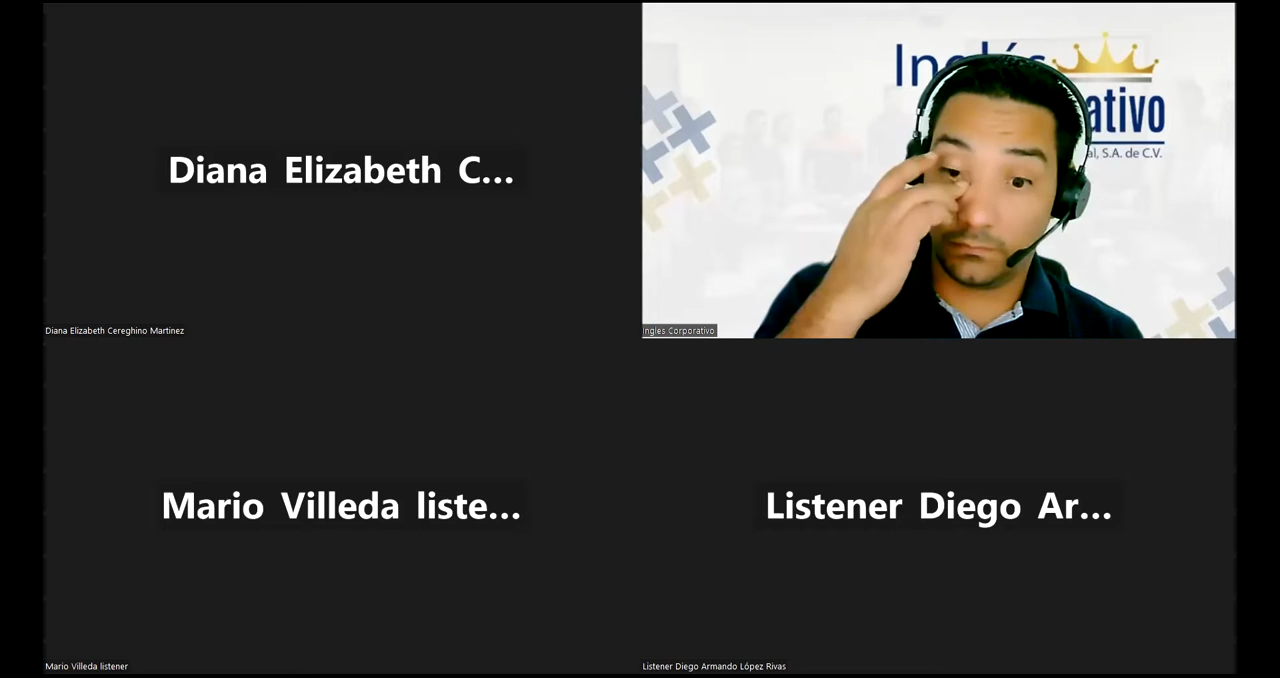 Diana Elizabeth C...
Diana Elizabeth Cereghino Martinez
ativo
al, S.A. de C.V.
Ingles Corporativo
Mario Villeda liste...
Mario Villeda listener
Listener Diego Ar...
Listener Diego Armando López Rivas